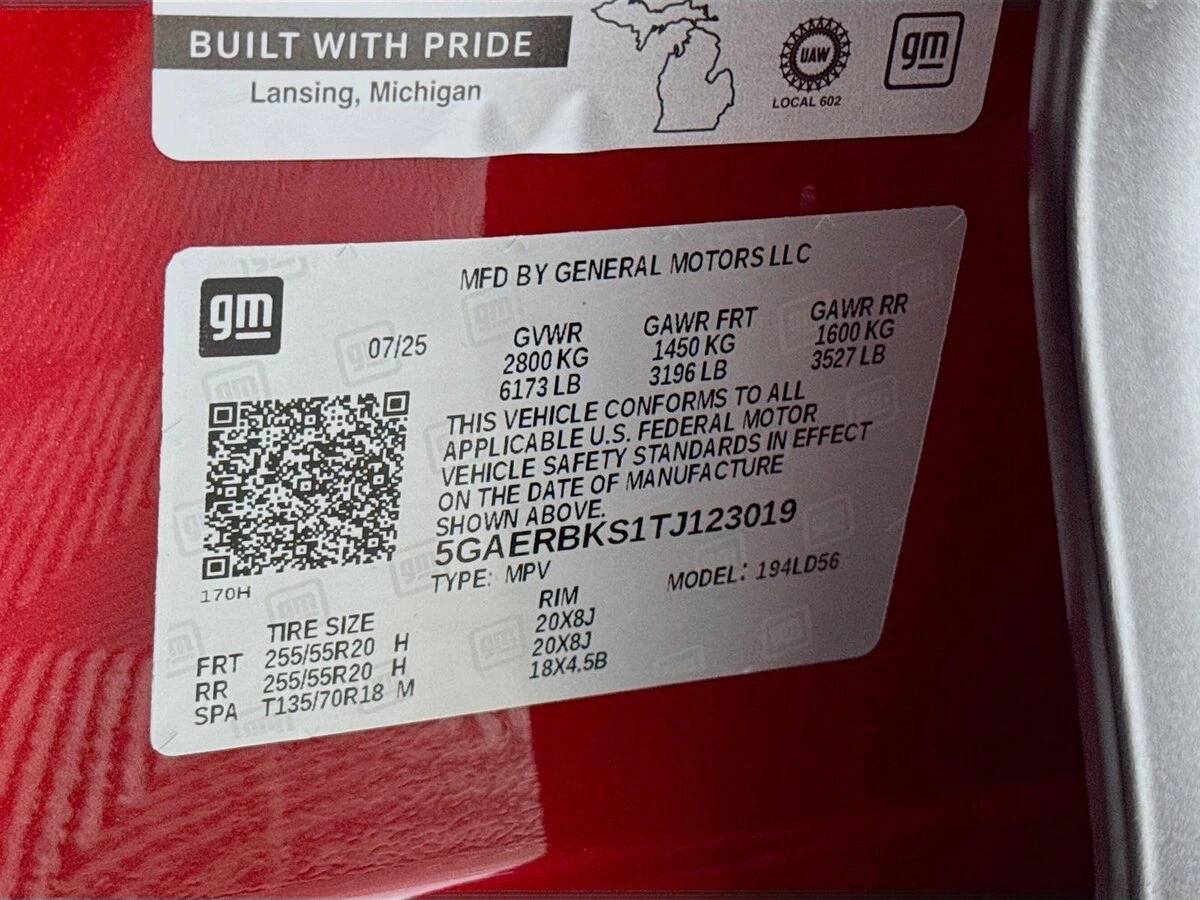 BUILT WITH PRIDE
Lansing, Michigan
UAW
LOCAL 602
gm
gm
MFD BY GENERAL MOTORS LLC
07/25
GVWR GAWR FRT GAWR RR
2800 KG 1450 KG 1600 KG
6173 LB 3196 LB 3527 LB
THIS VEHICLE CONFORMS TO ALL
APPLICABLE U.S. FEDERAL MOTOR
VEHICLE SAFETY STANDARDS IN EFFECT
ON THE DATE OF MANUFACTURE
SHOWN ABOVE.
5GAERBKS1TJ123019
TYPE: MPV MODEL: 194LD56
170H
TIRE SIZE RIM
FRT 255/55R20 H 20X8J
RR 255/55R20 H 20X8J
SPA T135/70R18 M 18X4.5B